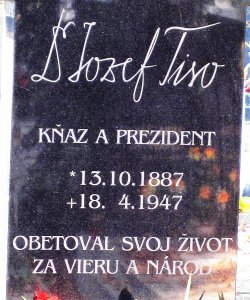 Dr Jozef Tiso
KŇAZ A PREZIDENT
*13.10.1887
+18. 4.1947
OBETOVAL SVOJ ŽIVOT
ZA VIERU A NÁROD